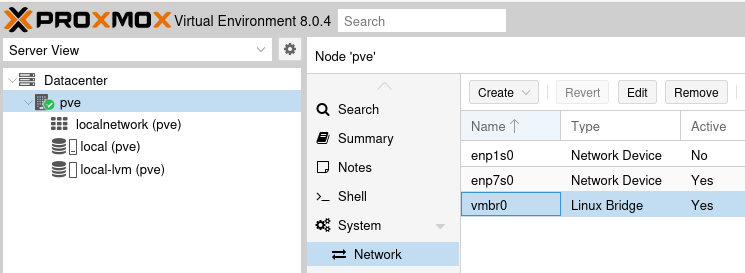 PROXMOX Virtual Environment 8.0.4 Search
Server View
Datacenter
pve
localnetwork (pve)
local (pve)
local-lvm (pve)
Node 'pve'
Search
Summary
Notes
Shell
System
Network
Create Revert Edit Remove
Name Type Active
enp1s0 Network Device No
enp7s0 Network Device Yes
vmbr0 Linux Bridge Yes